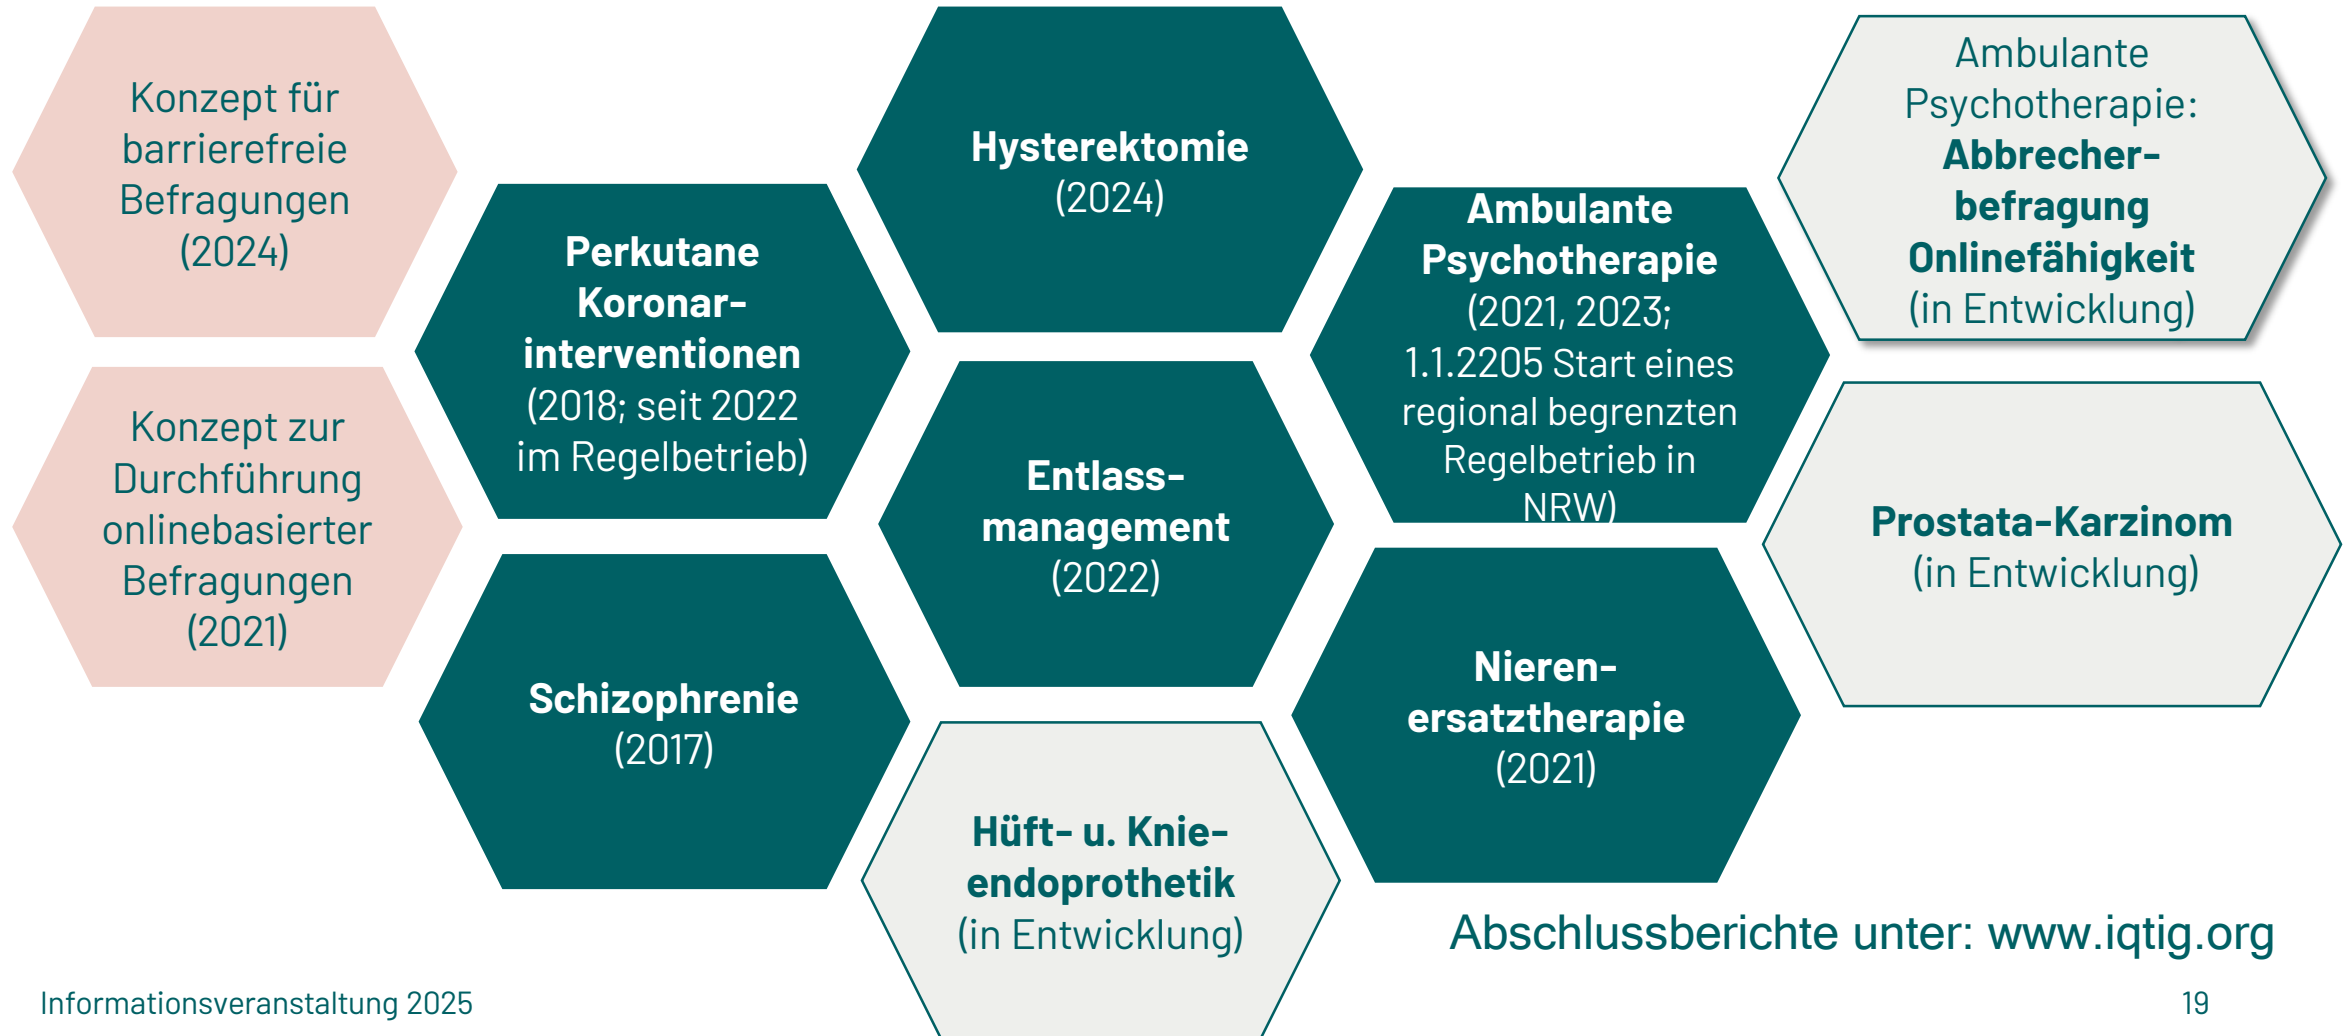 Konzept für
barrierefreie
Befragungen
(2024)
Konzept zur
Durchführung
onlinebasierter
Befragungen
(2021)
Perkutane
Koronar-
interventionen
(2018; seit 2022
im Regelbetrieb)
Schizophrenie
(2017)
Hysterektomie
(2024)
Entlass-
management
(2022)
Hüft- u. Knie-
endoprothetik
(in Entwicklung)
Ambulante
Psychotherapie
(2021, 2023;
1.1.2205 Start eines
regional begrenzten
Regelbetrieb in
NRW)
Nieren-
ersatztherapie
(2021)
Ambulante
Psychotherapie:
Abbrecher-
befragung
Onlinefähigkeit
(in Entwicklung)
Prostata-Karzinom
(in Entwicklung)
Abschlussberichte unter: www.iqtig.org
Informationsveranstaltung 2025
19